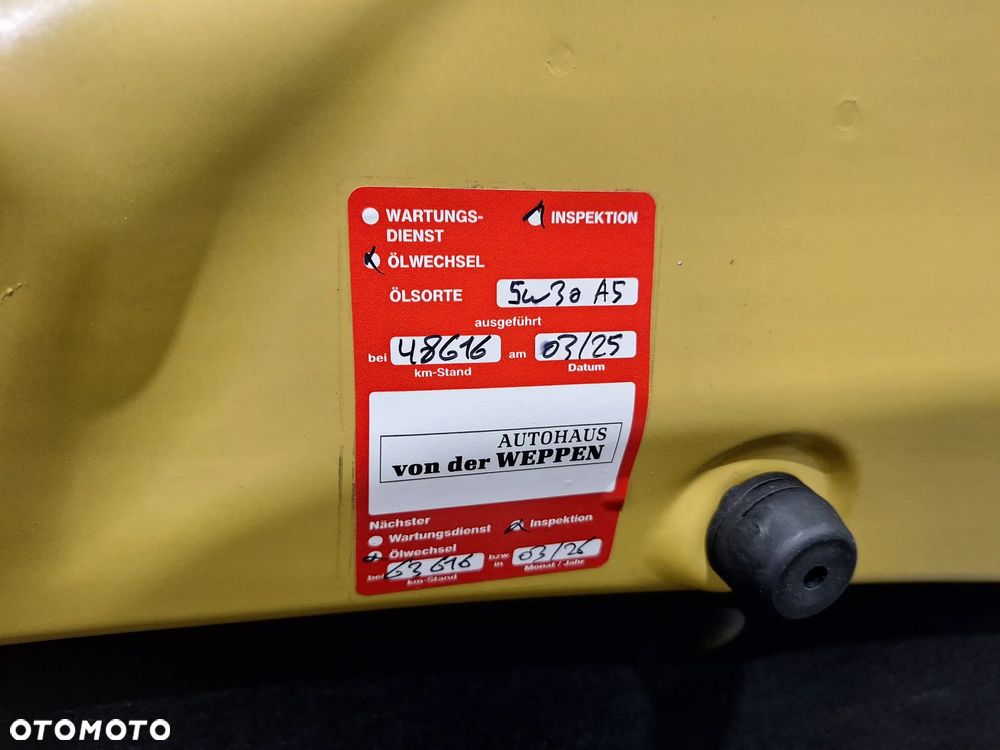 WARTUNGS-
DIENST
INSPEKTION
ÖLWECHSEL
ÖLSORTE 5w30 A5
ausgeführt
bei 48616 am 03/25
km-Stand Datum
AUTOHAUS
von der WEPPEN
Nächster
Wartungsdienst Inspektion
Ölwechsel
bei 63616 bzw. in 03/26
km-Stand Monat / Jahr
OTOMOTO